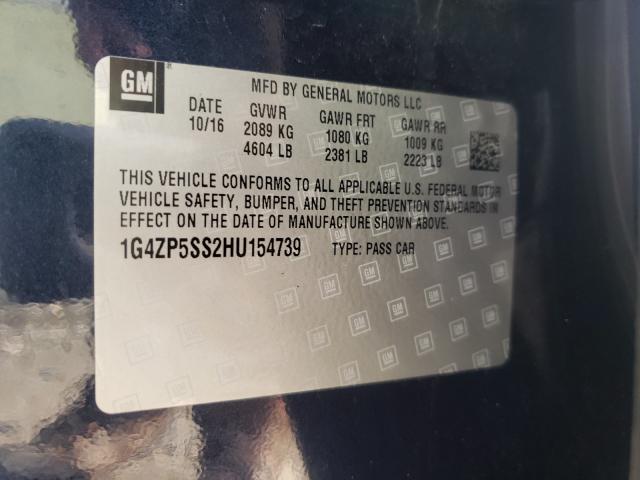 GM
MFD BY GENERAL MOTORS LLC
DATE GVWR GAWR FRT GAWR RR
10/16 2089 KG 1080 KG 1009 KG
4604 LB 2381 LB 2223 LB
THIS VEHICLE CONFORMS TO ALL APPLICABLE U.S. FEDERAL MOTOR
VEHICLE SAFETY, BUMPER, AND THEFT PREVENTION STANDARDS IN
EFFECT ON THE DATE OF MANUFACTURE SHOWN ABOVE.
1G4ZP5SS2HU154739 TYPE: PASS CAR